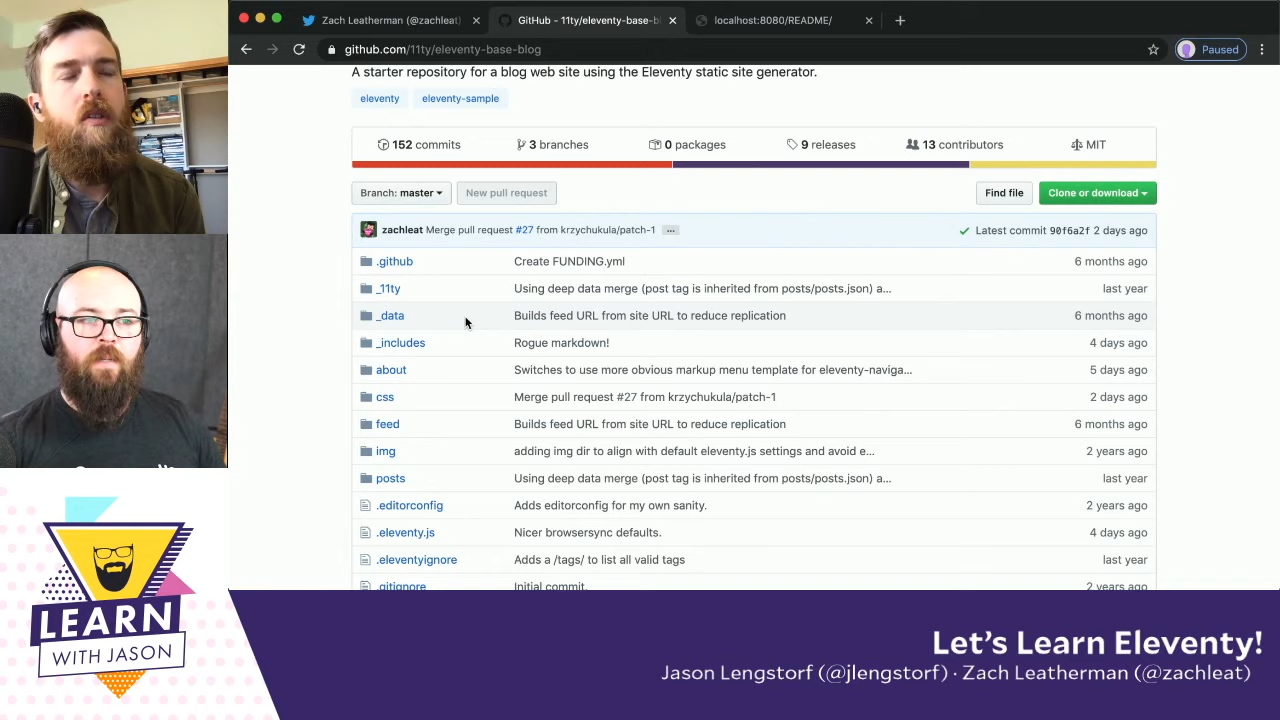 Zach Leatherman (@zachleat)
GitHub - 11ty/eleventy-base-bl
localhost:8080/README/
github.com/11ty/eleventy-base-blog
Paused
A starter repository for a blog web site using the Eleventy static site generator.
eleventy
eleventy-sample
152 commits
3 branches
0 packages
9 releases
13 contributors
MIT
Branch: master
New pull request
Find file
Clone or download
zachleat Merge pull request #27 from krzychukula/patch-1
Latest commit 90f6a2f 2 days ago
.github Create FUNDING.yml 6 months ago
_11ty Using deep data merge (post tag is inherited from posts/posts.json) a... last year
_data Builds feed URL from site URL to reduce replication 6 months ago
_includes Rogue markdown! 4 days ago
about Switches to use more obvious markup menu template for eleventy-naviga... 5 days ago
css Merge pull request #27 from krzychukula/patch-1 2 days ago
feed Builds feed URL from site URL to reduce replication 6 months ago
img adding img dir to align with default eleventy.js settings and avoid e... 2 years ago
posts Using deep data merge (post tag is inherited from posts/posts.json) a... last year
.editorconfig Adds editorconfig for my own sanity. 2 years ago
.eleventy.js Nicer browsersync defaults. 4 days ago
.eleventyignore Adds a /tags/ to list all valid tags last year
.gitignore Initial commit. 2 years ago
LEARN
WITH JASON
Let's Learn Eleventy!
Jason Lengstorf (@jlengstorf) · Zach Leatherman (@zachleat)